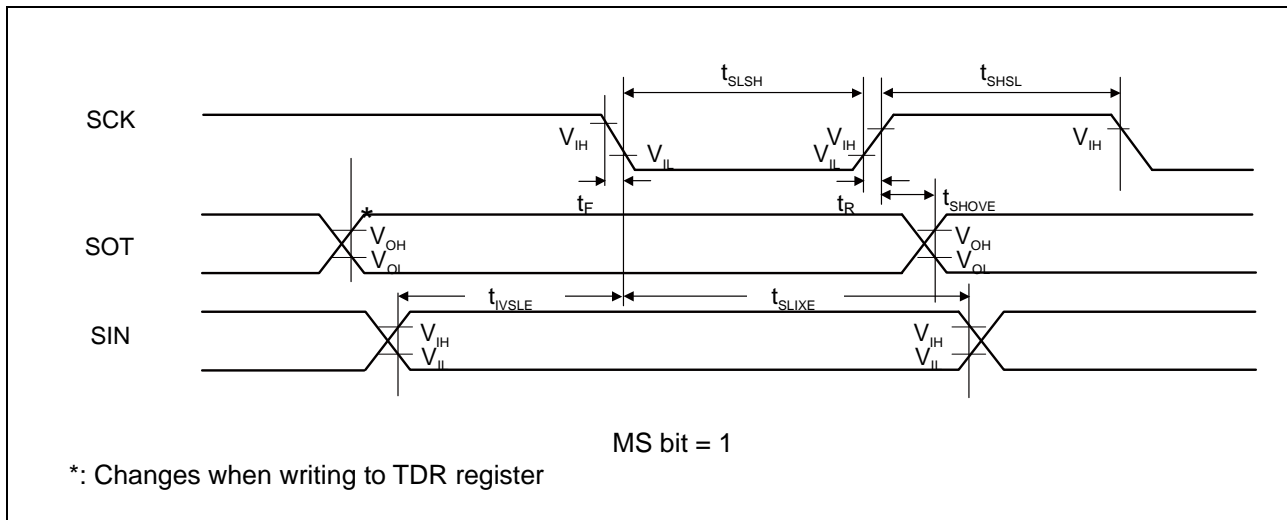 tSLSH tSHSL
SCK
VIH VIL VIH VIL VIH
tF tR tSHOVE
*
SOT
VOH VOH
VOL VOL
tIVSLE tSLIXE
SIN
VIH VIH
VIL VIL
MS bit = 1
*: Changes when writing to TDR register